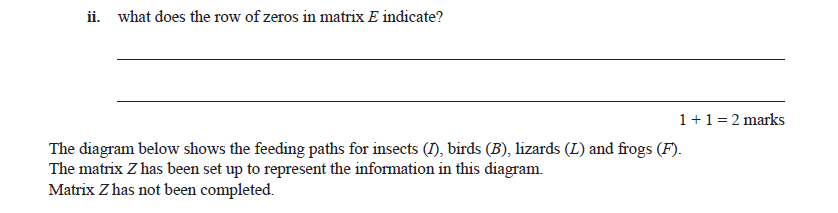 ii. what does the row of zeros in matrix E indicate?
1 + 1 = 2 marks
The diagram below shows the feeding paths for insects (I), birds (B), lizards (L) and frogs (F).
The matrix Z has been set up to represent the information in this diagram.
Matrix Z has not been completed.